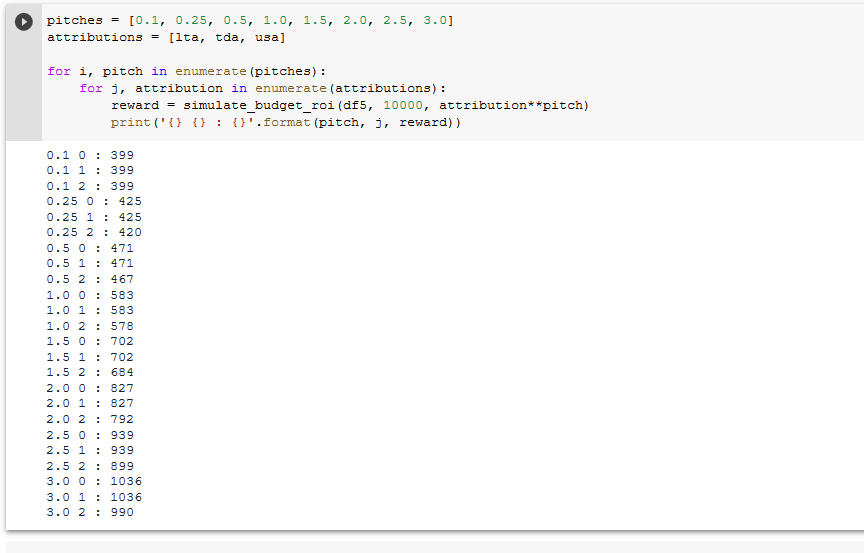 pitches = [0.1, 0.25, 0.5, 1.0, 1.5, 2.0, 2.5, 3.0]
attributions = [lta, tda, usa]
for i, pitch in enumerate(pitches):
    for j, attribution in enumerate(attributions):
        reward = simulate_budget_roi(df5, 10000, attribution**pitch)
        print('{} {} : {}'.format(pitch, j, reward))
0.1 0 : 399
0.1 1 : 399
0.1 2 : 399
0.25 0 : 425
0.25 1 : 425
0.25 2 : 420
0.5 0 : 471
0.5 1 : 471
0.5 2 : 467
1.0 0 : 583
1.0 1 : 583
1.0 2 : 578
1.5 0 : 702
1.5 1 : 702
1.5 2 : 684
2.0 0 : 827
2.0 1 : 827
2.0 2 : 792
2.5 0 : 939
2.5 1 : 939
2.5 2 : 899
3.0 0 : 1036
3.0 1 : 1036
3.0 2 : 990